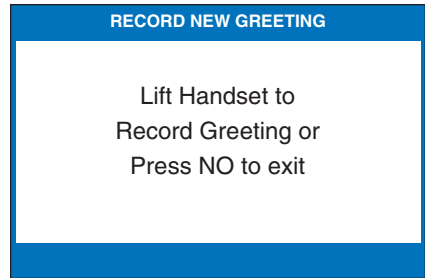 RECORD NEW GREETING
Lift Handset to
Record Greeting or
Press NO to exit